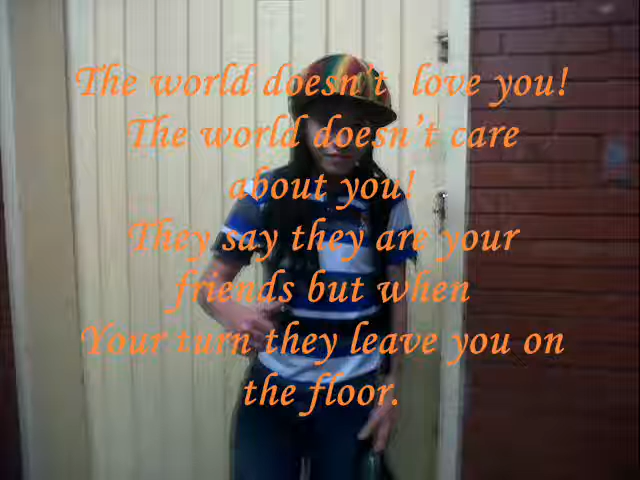 The world doesn't love you!
The world doesn't care
about you!
They say they are your
friends but when
Your turn they leave you on
the floor.